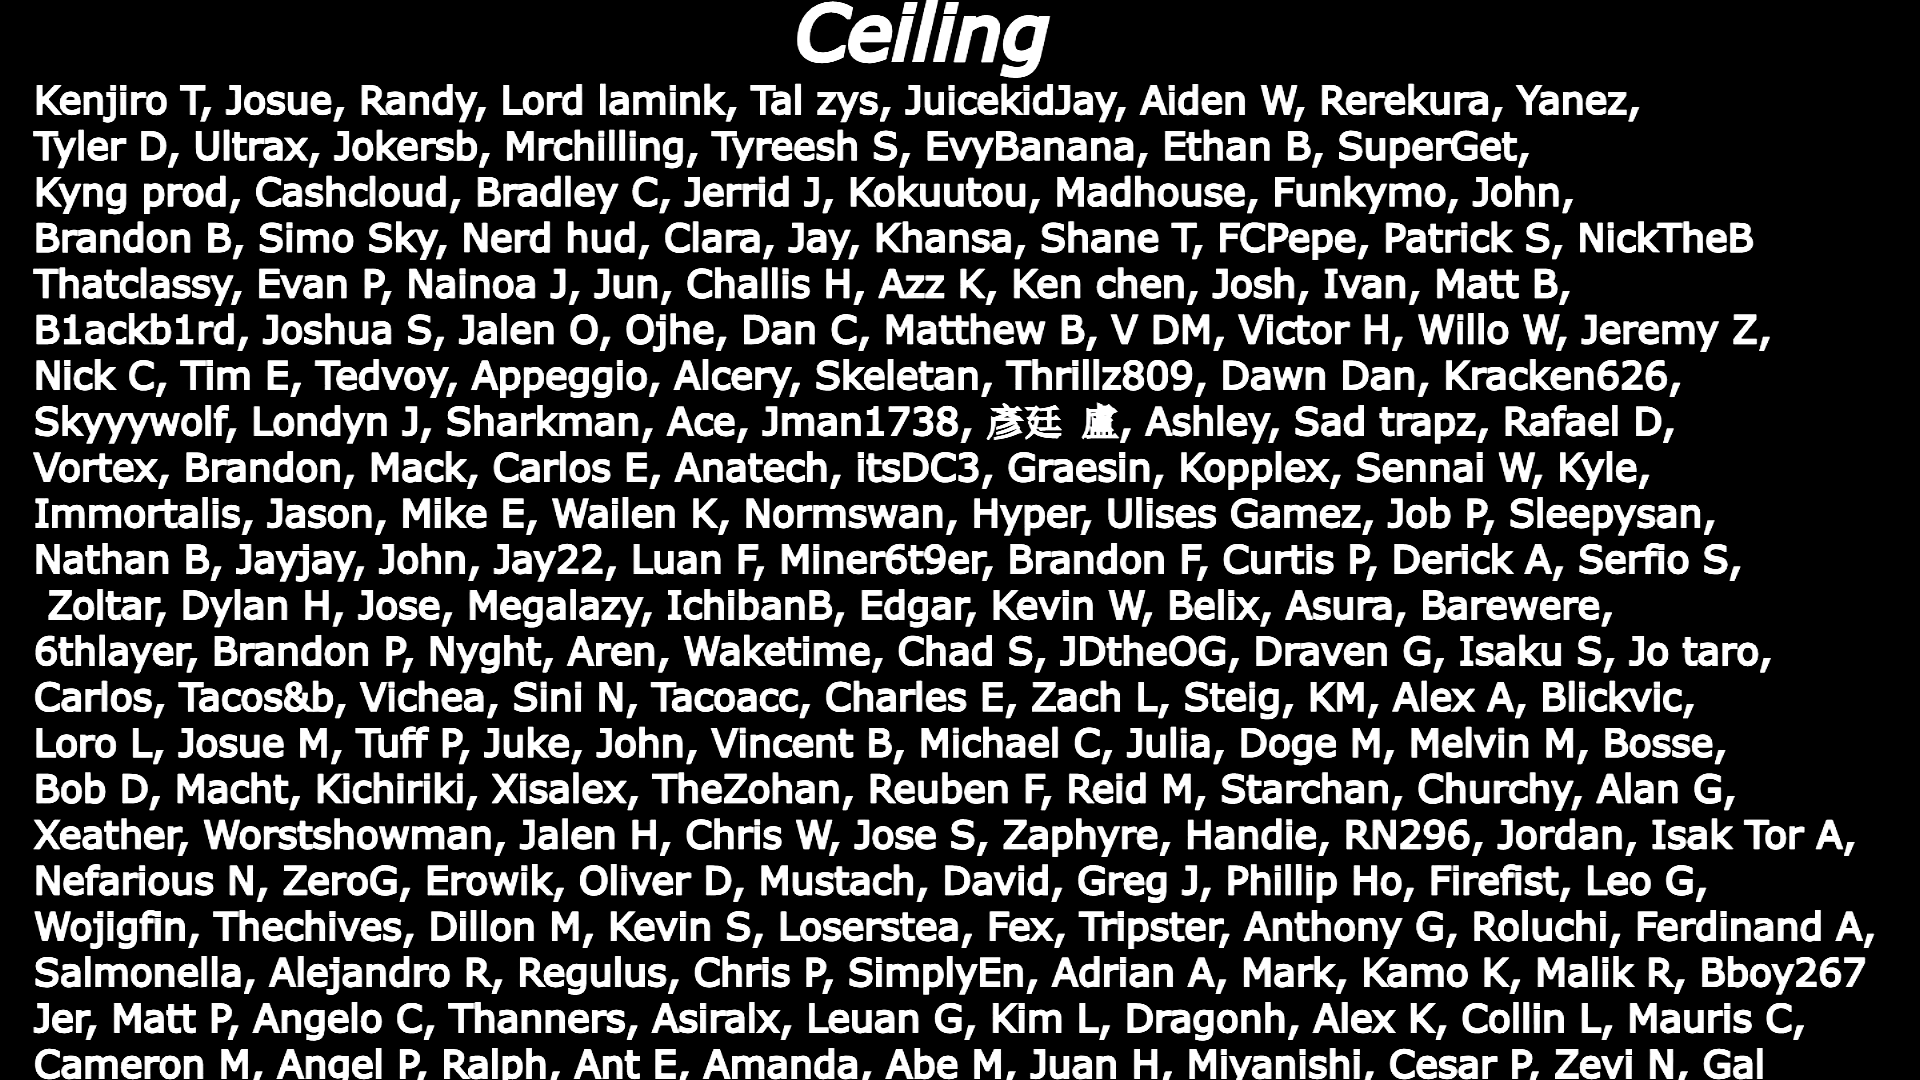 Ceiling
Kenjiro T, Josue, Randy, Lord lamink, Tal zys, JuicekidJay, Aiden W, Rerekura, Yanez,
Tyler D, Ultrax, Jokersb, Mrchilling, Tyreesh S, EvyBanana, Ethan B, SuperGet,
Kyng prod, Cashcloud, Bradley C, Jerrid J, Kokuutou, Madhouse, Funkymo, John,
Brandon B, Simo Sky, Nerd hud, Clara, Jay, Khansa, Shane T, FCPepe, Patrick S, NickTheB
Thatclassy, Evan P, Nainoa J, Jun, Challis H, Azz K, Ken chen, Josh, Ivan, Matt B,
B1ackb1rd, Joshua S, Jalen O, Ojhe, Dan C, Matthew B, V DM, Victor H, Willo W, Jeremy Z,
Nick C, Tim E, Tedvoy, Appeggio, Alcery, Skeletan, Thrillz809, Dawn Dan, Kracken626,
Skyyywolf, Londyn J, Sharkman, Ace, Jman1738, 彥廷 盧, Ashley, Sad trapz, Rafael D,
Vortex, Brandon, Mack, Carlos E, Anatech, itsDC3, Graesin, Kopplex, Sennai W, Kyle,
Immortalis, Jason, Mike E, Wailen K, Normswan, Hyper, Ulises Gamez, Job P, Sleepysan,
Nathan B, Jayjay, John, Jay22, Luan F, Miner6t9er, Brandon F, Curtis P, Derick A, Serfio S,
Zoltar, Dylan H, Jose, Megalazy, IchibanB, Edgar, Kevin W, Belix, Asura, Barewere,
6thlayer, Brandon P, Nyght, Aren, Waketime, Chad S, JDtheOG, Draven G, Isaku S, Jo taro,
Carlos, Tacos&b, Vichea, Sini N, Tacoacc, Charles E, Zach L, Steig, KM, Alex A, Blickvic,
Loro L, Josue M, Tuff P, Juke, John, Vincent B, Michael C, Julia, Doge M, Melvin M, Bosse,
Bob D, Macht, Kichiriki, Xisalex, TheZohan, Reuben F, Reid M, Starchan, Churchy, Alan G,
Xeather, Worstshowman, Jalen H, Chris W, Jose S, Zaphyre, Handie, RN296, Jordan, Isak Tor A,
Nefarious N, ZeroG, Erowik, Oliver D, Mustach, David, Greg J, Phillip Ho, Firefist, Leo G,
Wojigfin, Thechives, Dillon M, Kevin S, Loserstea, Fex, Tripster, Anthony G, Roluchi, Ferdinand A,
Salmonella, Alejandro R, Regulus, Chris P, SimplyEn, Adrian A, Mark, Kamo K, Malik R, Bboy267
Jer, Matt P, Angelo C, Thanners, Asiralx, Leuan G, Kim L, Dragonh, Alex K, Collin L, Mauris C,
Cameron M, Angel P, Ralph, Ant E, Amanda, Abe M, Juan H, Miyanishi, Cesar P, Zevi N, Gal